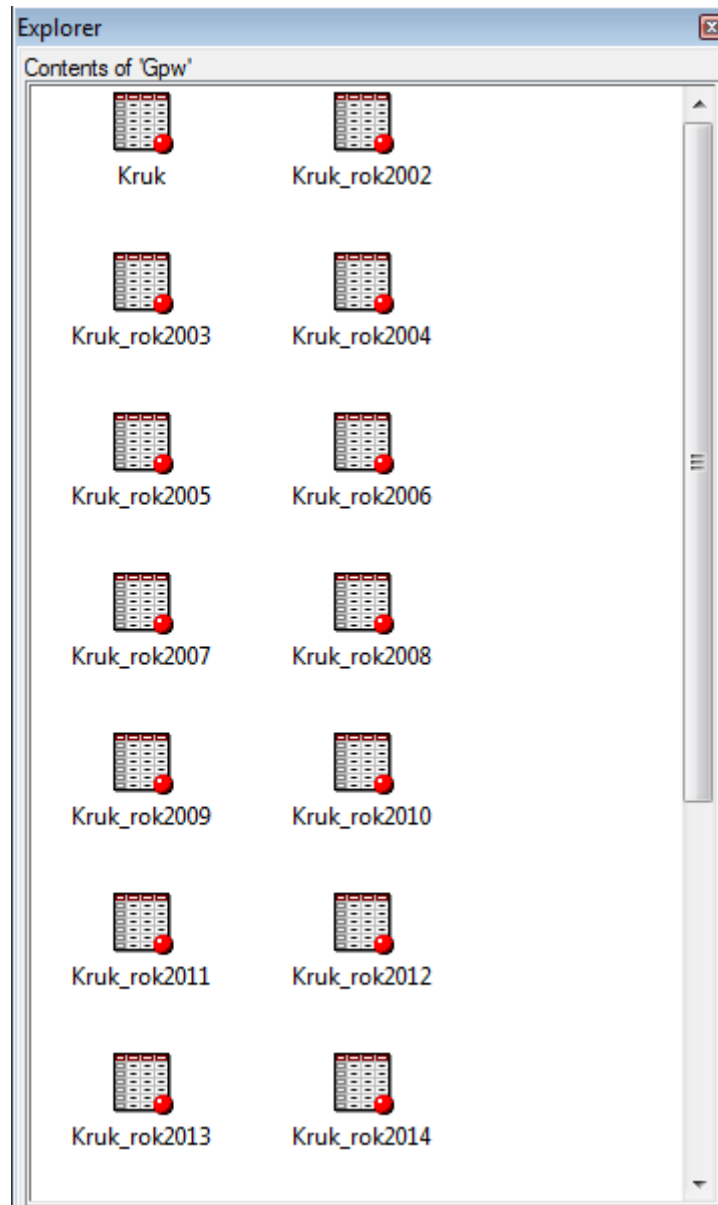 Explorer
Contents of 'Gpw'
Kruk Kruk_rok2002
Kruk_rok2003 Kruk_rok2004
Kruk_rok2005 Kruk_rok2006
Kruk_rok2007 Kruk_rok2008
Kruk_rok2009 Kruk_rok2010
Kruk_rok2011 Kruk_rok2012
Kruk_rok2013 Kruk_rok2014